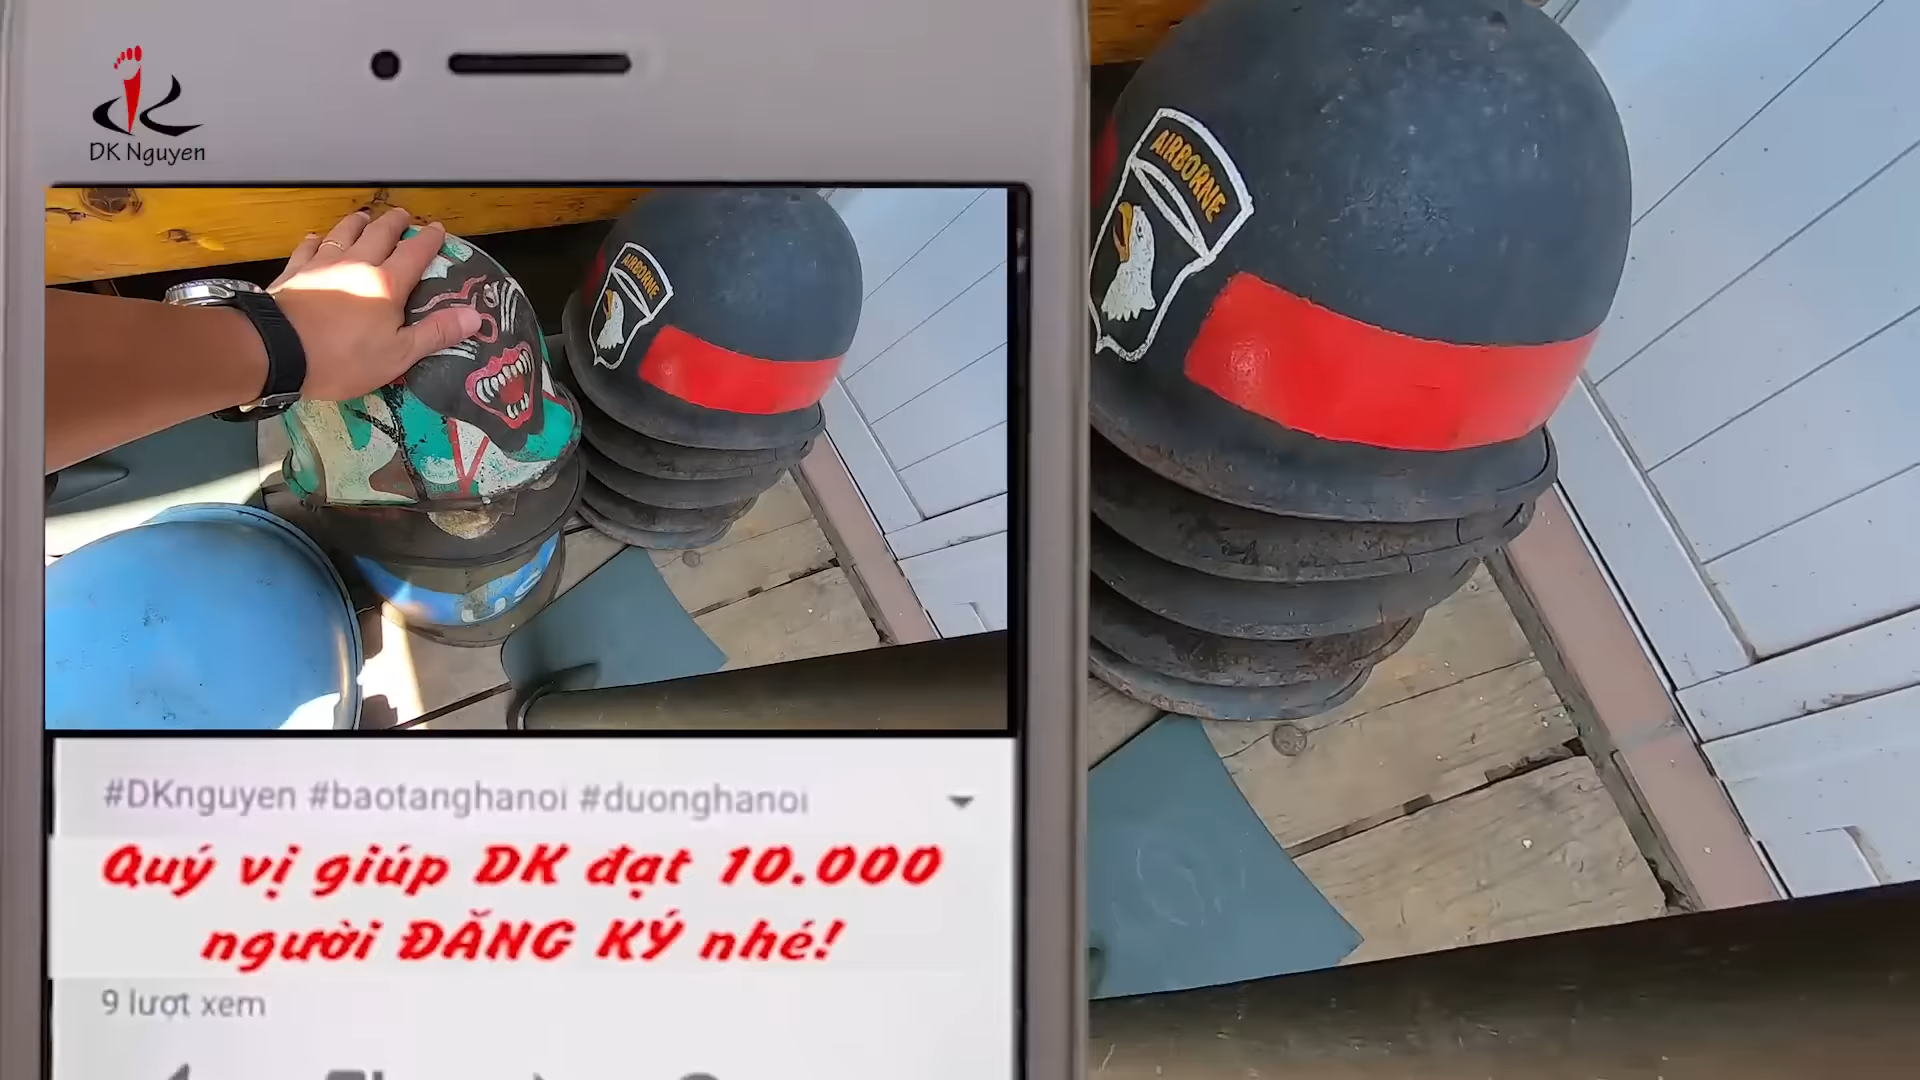 DK Nguyen
AIRBORNE
AIRBORNE
#DKnguyen #baotanghanoi #duonghanoi
Quý vị giúp DK đạt 10.000
người ĐĂNG KÝ nhé!
9 lượt xem